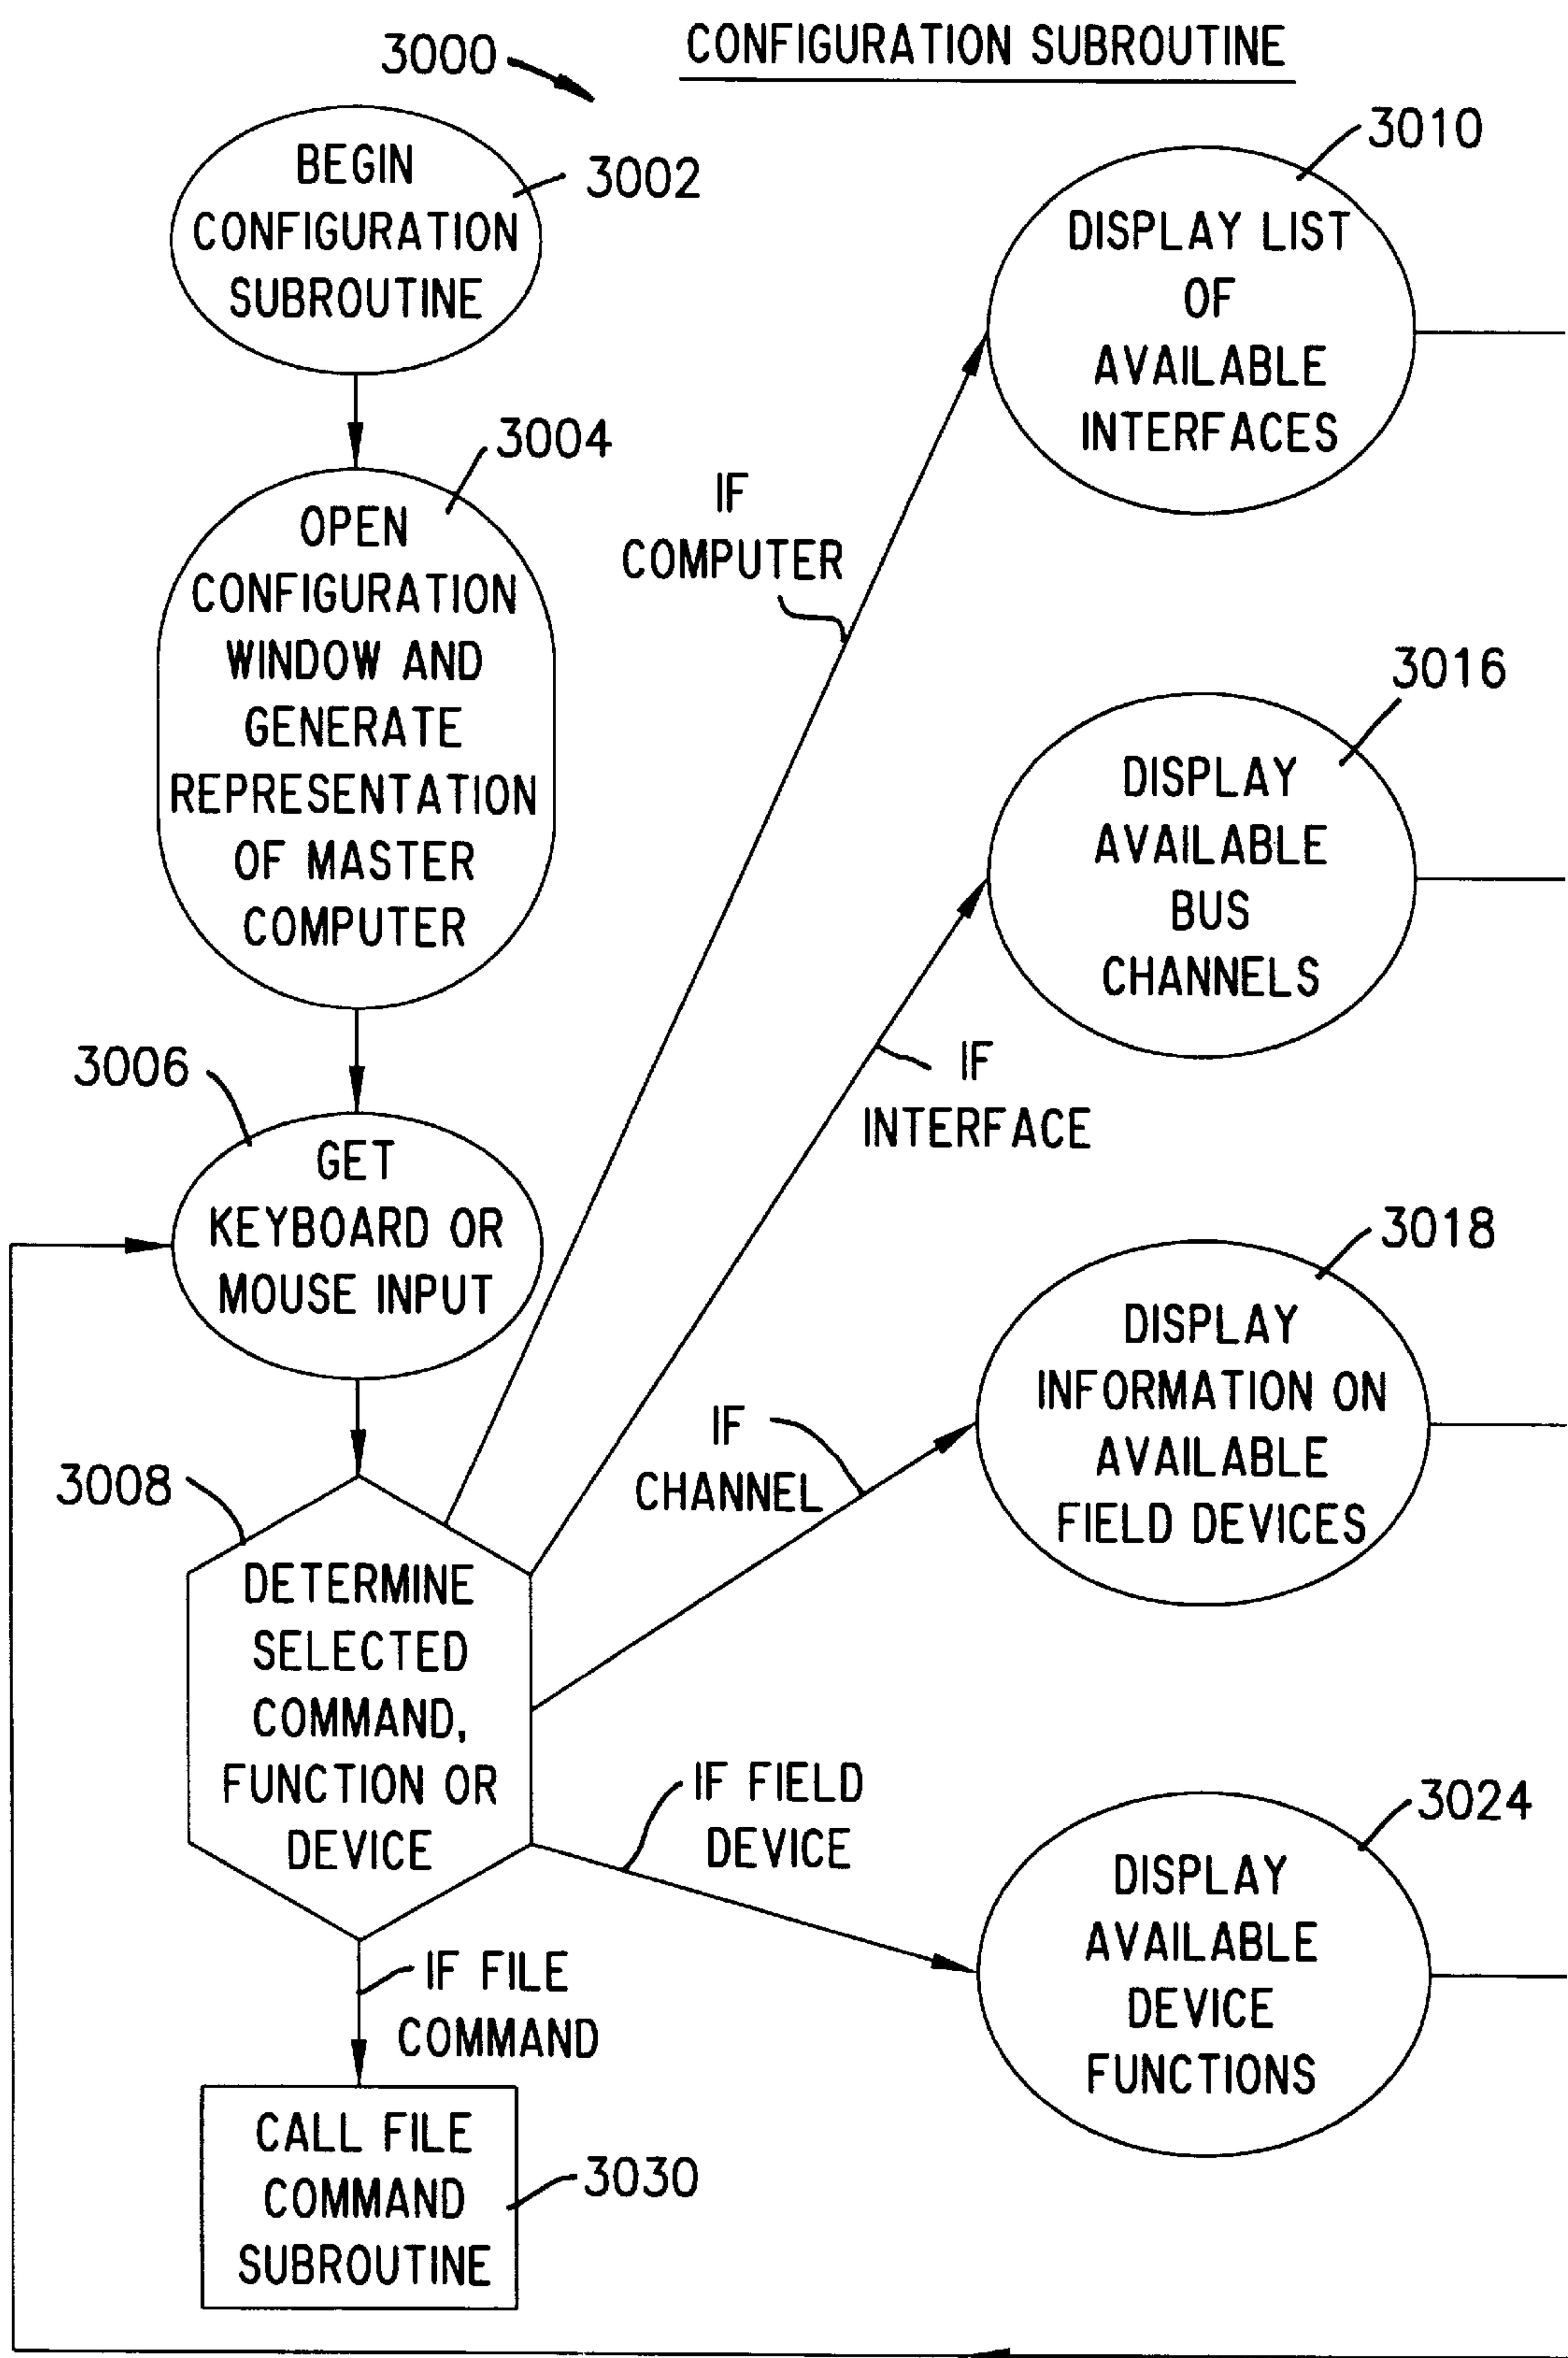 CONFIGURATION SUBROUTINE
3000
BEGIN
CONFIGURATION
SUBROUTINE
3002
3004
OPEN
CONFIGURATION
WINDOW AND
GENERATE
REPRESENTATION
OF MASTER
COMPUTER
3006
GET
KEYBOARD OR
MOUSE INPUT
3008
DETERMINE
SELECTED
COMMAND,
FUNCTION OR
DEVICE
IF FILE
COMMAND
CALL FILE
COMMAND
SUBROUTINE
3030
IF
COMPUTER
3010
DISPLAY LIST
OF
AVAILABLE
INTERFACES
IF
INTERFACE
3016
DISPLAY
AVAILABLE
BUS
CHANNELS
IF
CHANNEL
3018
DISPLAY
INFORMATION ON
AVAILABLE
FIELD DEVICES
IF FIELD
DEVICE
3024
DISPLAY
AVAILABLE
DEVICE
FUNCTIONS